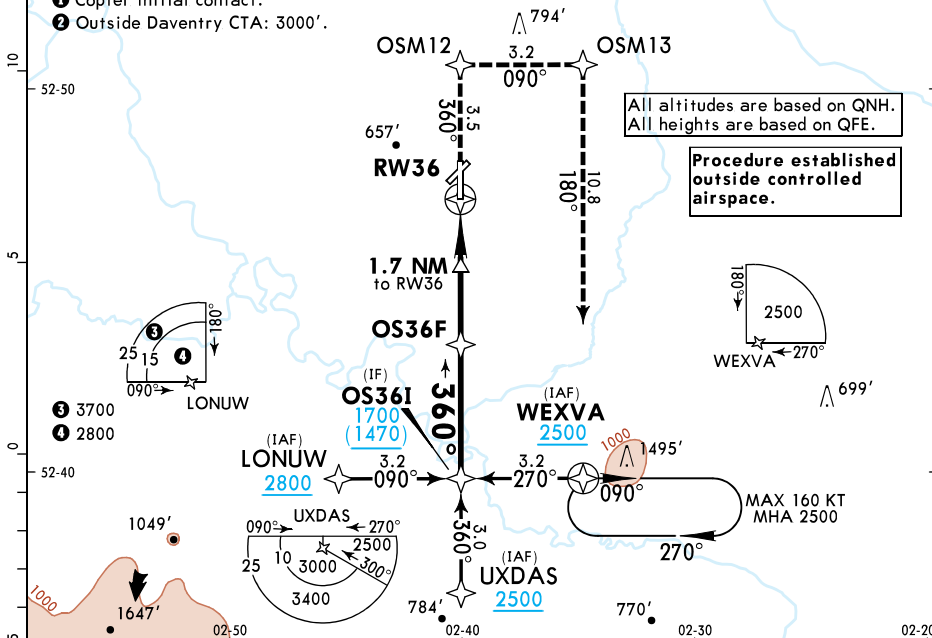 ❶ Copter initial contact.
❷ Outside Daventry CTA: 3000'.
794'
OSM12
OSM13
3.2
090°
10
52-50
All altitudes are based on QNH.
All heights are based on QFE.
360°
3.5
657'
RW36
Procedure established
outside controlled
airspace.
180°
10.8
5
1.7 NM
to RW36
180°
2500
WEXVA
270°
OS36F
❸
❹
25
15
180°
090°
LONUW
❸ 3700
❹ 2800
(IF)
OS36I
1700
(1470)
360°
(IAF)
WEXVA
2500
699'
1000
1495'
0
52-40
(IAF)
LONUW
2800
3.2
090°
3.2
270°
090°
MAX 160 KT
MHA 2500
270°
1049'
UXDAS
090°
270°
2500
10
25
3000
300°
3400
360°
3.0
(IAF)
UXDAS
2500
1000
1647'
784'
770'
5
02-50
02-40
02-30
02-20